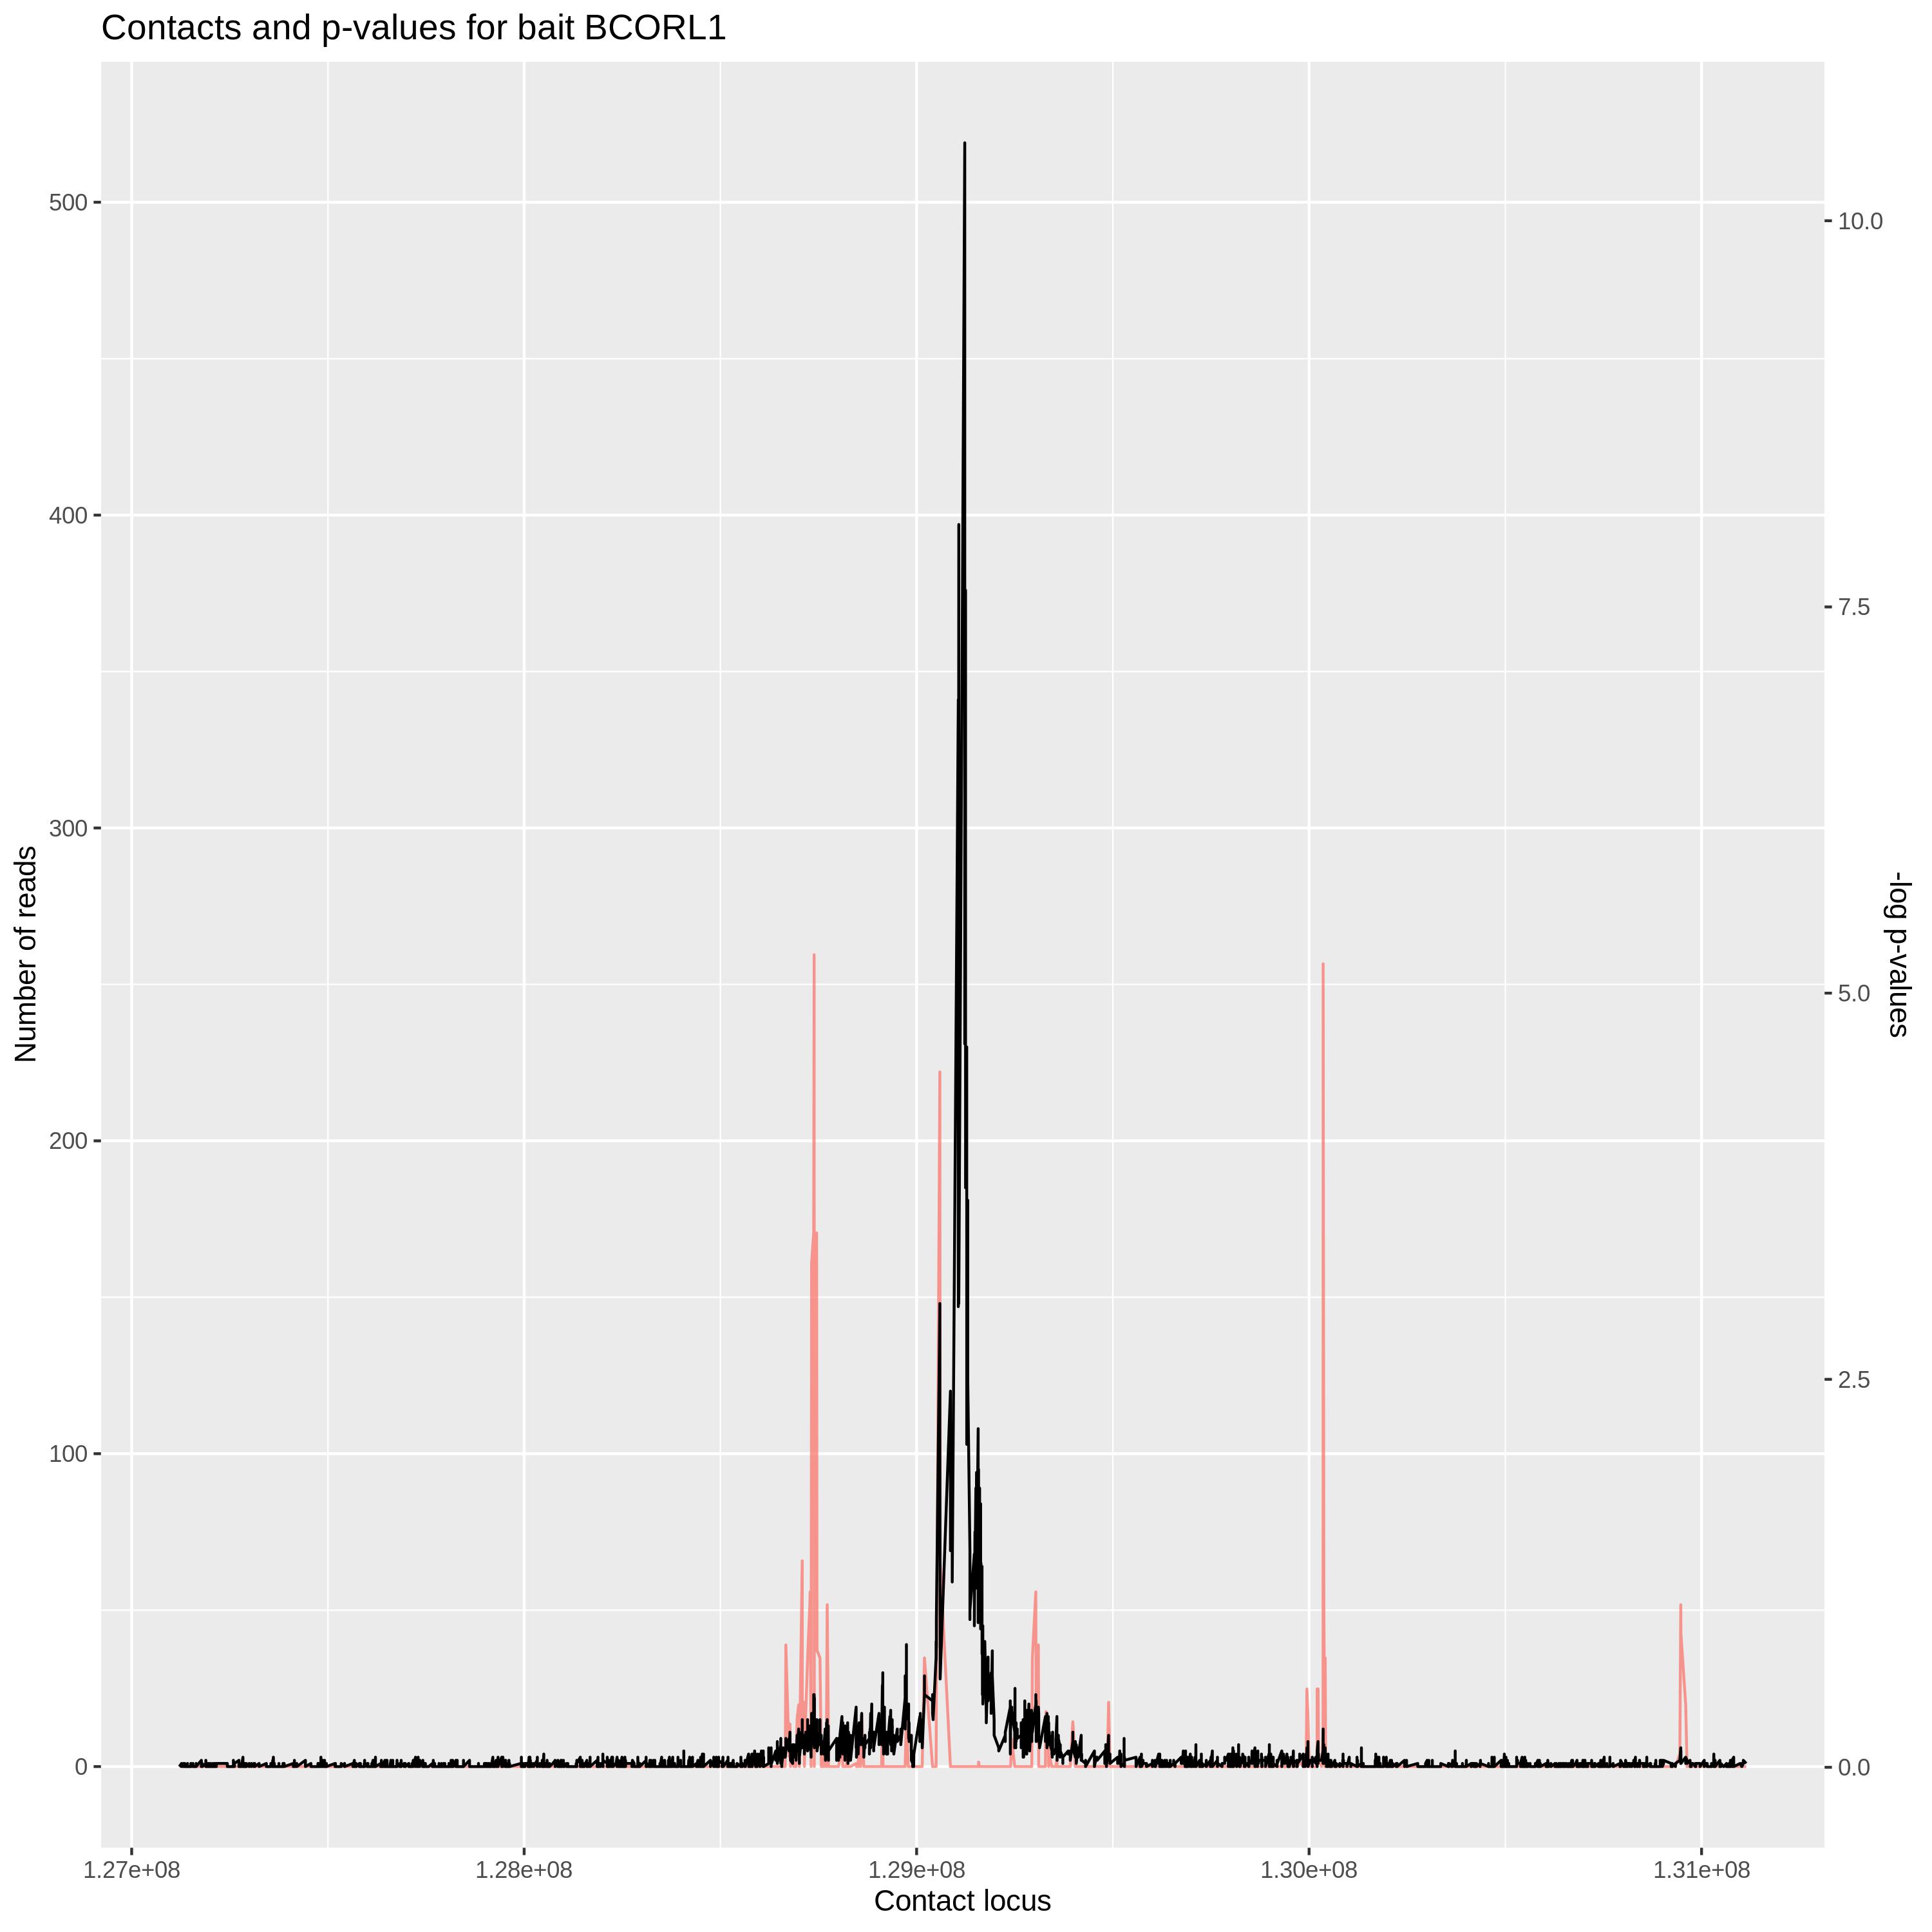 Contacts and p-values for bait BCORL1
Number of reads
500
400
300
200
100
0
10.0
7.5
5.0
2.5
0.0
-log p-values
1.27e+08
1.28e+08
1.29e+08
1.30e+08
1.31e+08
Contact locus